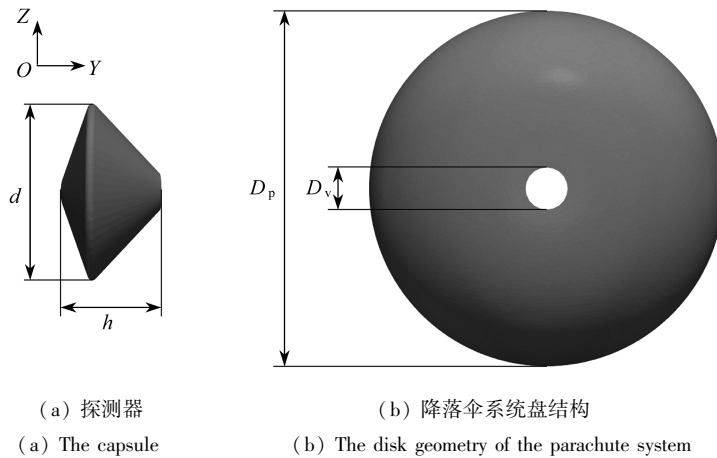 Z
O
Y
d
h
D_p
D_v
(a) 探测器
(a) The capsule
(b) 降落伞系统盘结构
(b) The disk geometry of the parachute system